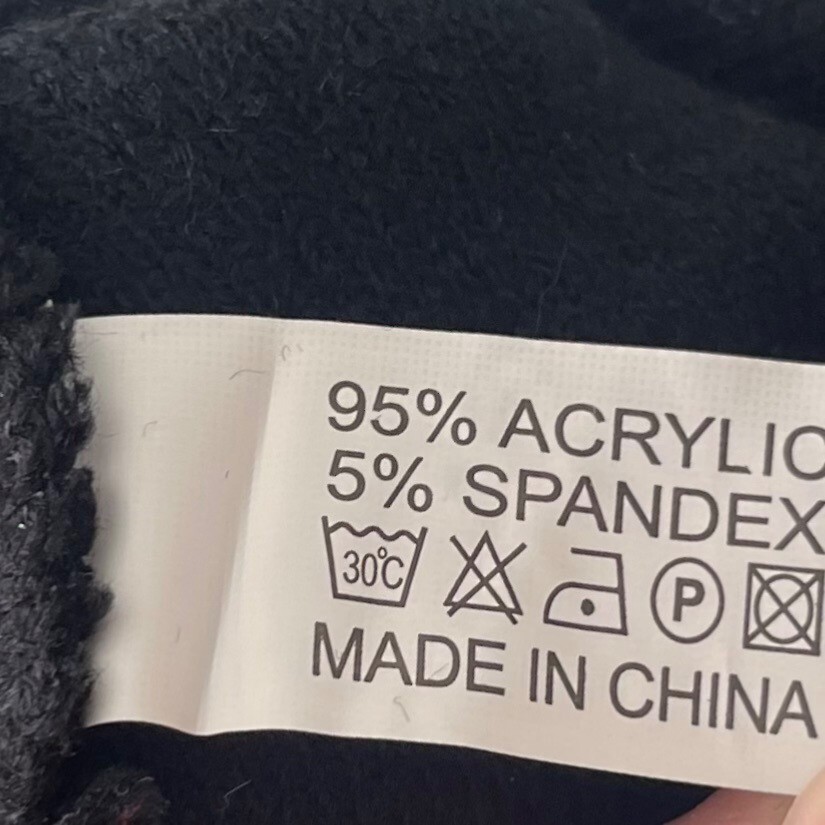 95% ACRYLIC
5% SPANDEX
30℃ P
MADE IN CHINA